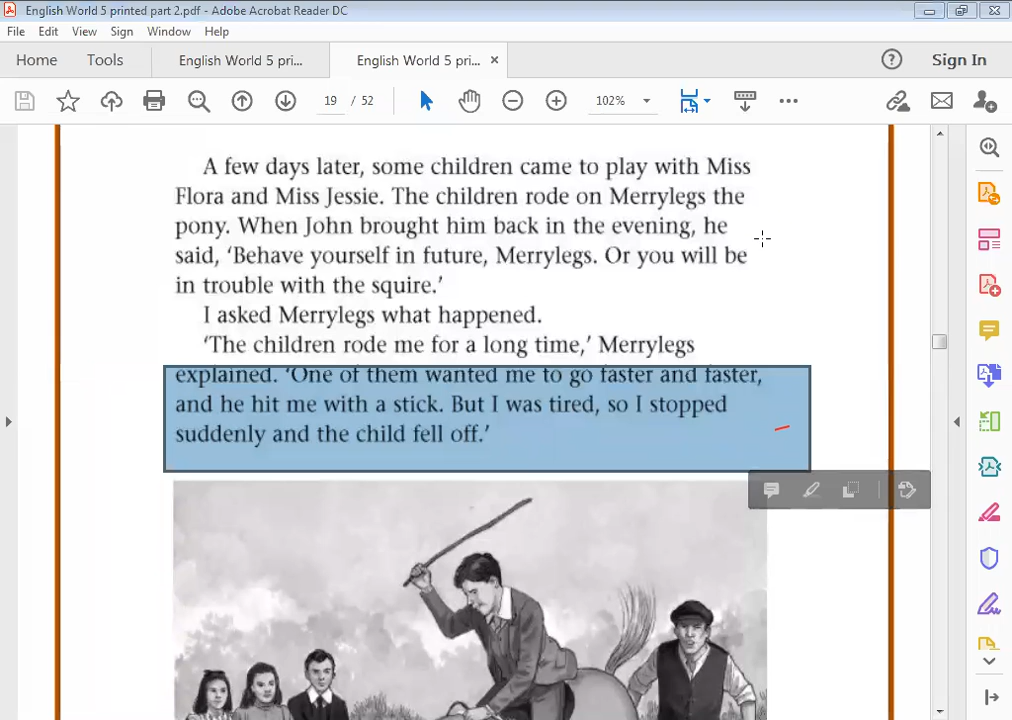 English World 5 printed part 2.pdf - Adobe Acrobat Reader DC
File Edit View Sign Window Help
Home Tools English World 5 pri... English World 5 pri... × Sign In
19 / 52 102%
A few days later, some children came to play with Miss
Flora and Miss Jessie. The children rode on Merrylegs the
pony. When John brought him back in the evening, he
said, ‘Behave yourself in future, Merrylegs. Or you will be
in trouble with the squire.’
I asked Merrylegs what happened.
‘The children rode me for a long time,’ Merrylegs
explained. ‘One of them wanted me to go faster and faster,
and he hit me with a stick. But I was tired, so I stopped
suddenly and the child fell off.’